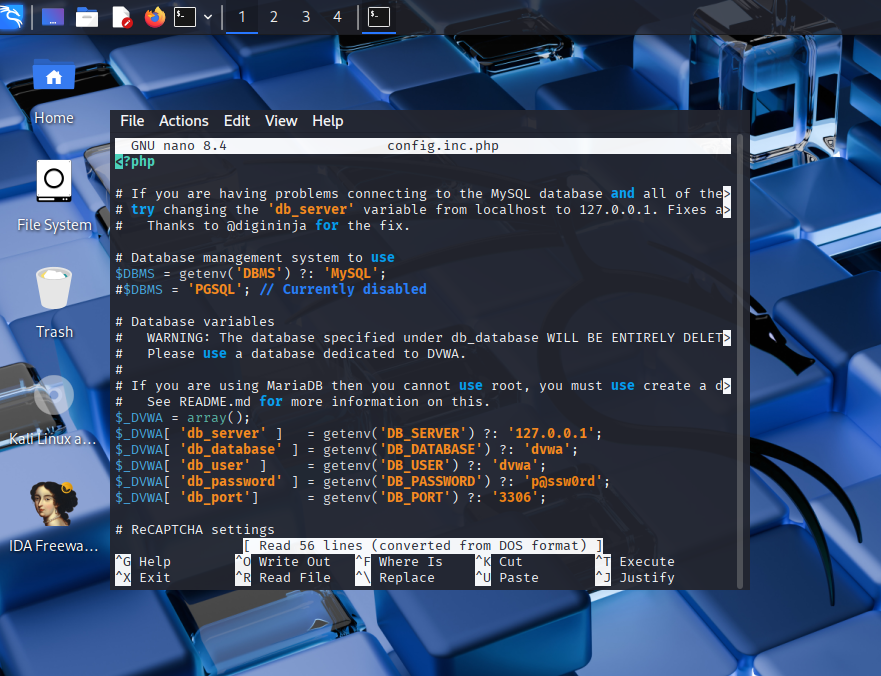 1 2 3 4
Home
File System
Trash
Kali Linux a...
IDA Freewa...
File Actions Edit View Help
GNU nano 8.4 config.inc.php
<?php
# If you are having problems connecting to the MySQL database and all of the>
# try changing the 'db_server' variable from localhost to 127.0.0.1. Fixes a>
#   Thanks to @digininja for the fix.
# Database management system to use
$DBMS = getenv('DBMS') ?: 'MySQL';
#$DBMS = 'PGSQL'; // Currently disabled
# Database variables
#   WARNING: The database specified under db_database WILL BE ENTIRELY DELET>
#   Please use a database dedicated to DVWA.
#
# If you are using MariaDB then you cannot use root, you must use create a d>
#   See README.md for more information on this.
$_DVWA = array();
$_DVWA[ 'db_server' ]   = getenv('DB_SERVER') ?: '127.0.0.1';
$_DVWA[ 'db_database' ] = getenv('DB_DATABASE') ?: 'dvwa';
$_DVWA[ 'db_user' ]     = getenv('DB_USER') ?: 'dvwa';
$_DVWA[ 'db_password' ] = getenv('DB_PASSWORD') ?: 'p@ssw0rd';
$_DVWA[ 'db_port']      = getenv('DB_PORT') ?: '3306';
# ReCAPTCHA settings
[ Read 56 lines (converted from DOS format) ]
^G Help ^O Write Out ^F Where Is ^K Cut ^T Execute
^X Exit ^R Read File ^\ Replace ^U Paste ^J Justify